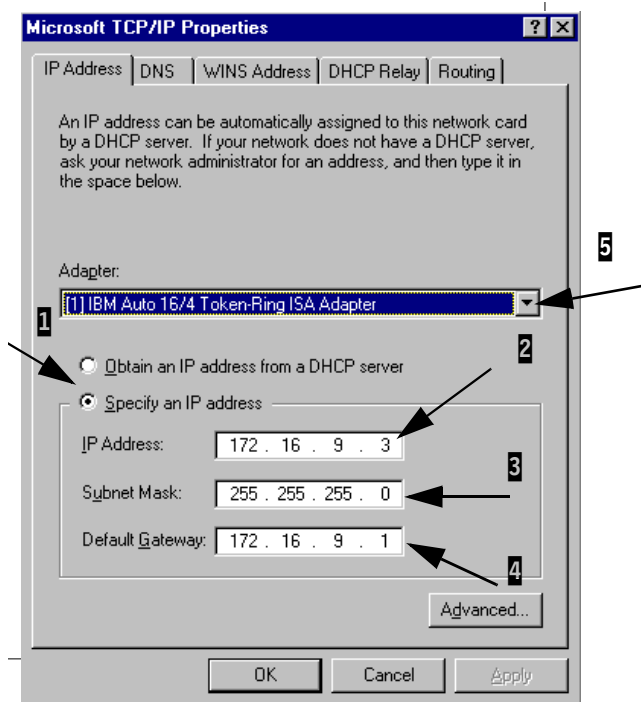 Microsoft TCP/IP Properties
IP Address DNS WINS Address DHCP Relay Routing
An IP address can be automatically assigned to this network card
by a DHCP server. If your network does not have a DHCP server,
ask your network administrator for an address, and then type it in
the space below.
5
Adapter:
[1] IBM Auto 16/4 Token-Ring ISA Adapter
1
2
Obtain an IP address from a DHCP server
Specify an IP address
IP Address: 172 . 16 . 9 . 3
3
Subnet Mask: 255 . 255 . 255 . 0
Default Gateway: 172 . 16 . 9 . 1
4
Advanced...
OK Cancel Apply